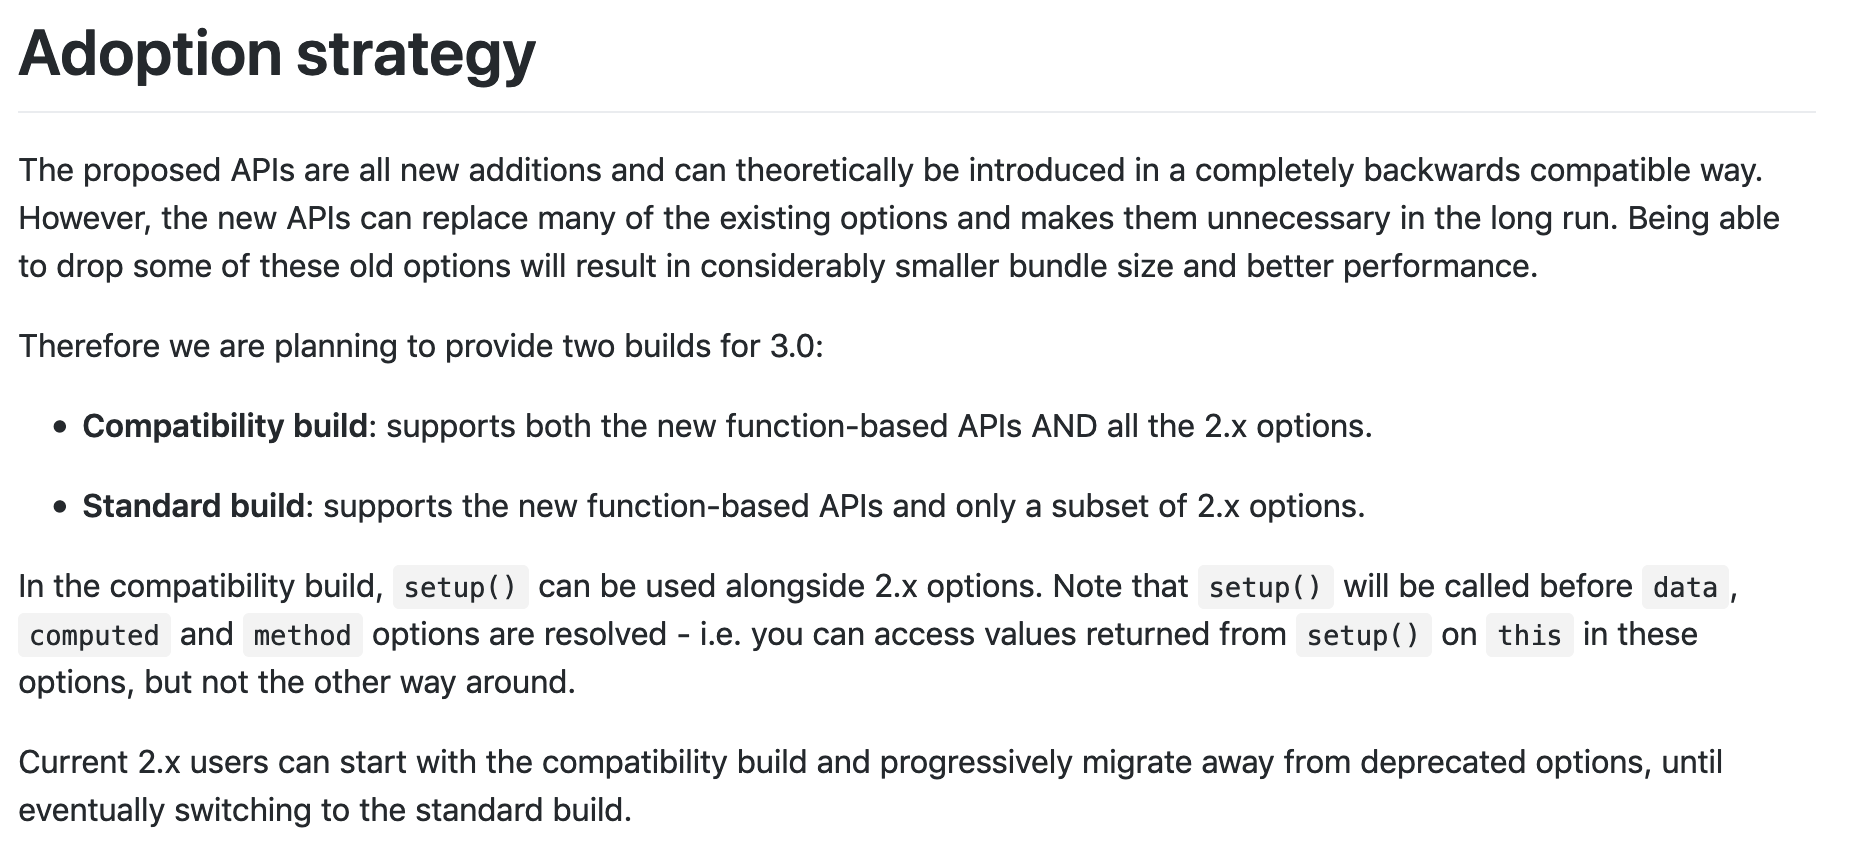 Adoption strategy
The proposed APIs are all new additions and can theoretically be introduced in a completely backwards compatible way.
However, the new APIs can replace many of the existing options and makes them unnecessary in the long run. Being able
to drop some of these old options will result in considerably smaller bundle size and better performance.
Therefore we are planning to provide two builds for 3.0:
• Compatibility build: supports both the new function-based APIs AND all the 2.x options.
• Standard build: supports the new function-based APIs and only a subset of 2.x options.
In the compatibility build, setup() can be used alongside 2.x options. Note that setup() will be called before data ,
computed and method options are resolved - i.e. you can access values returned from setup() on this in these
options, but not the other way around.
Current 2.x users can start with the compatibility build and progressively migrate away from deprecated options, until
eventually switching to the standard build.